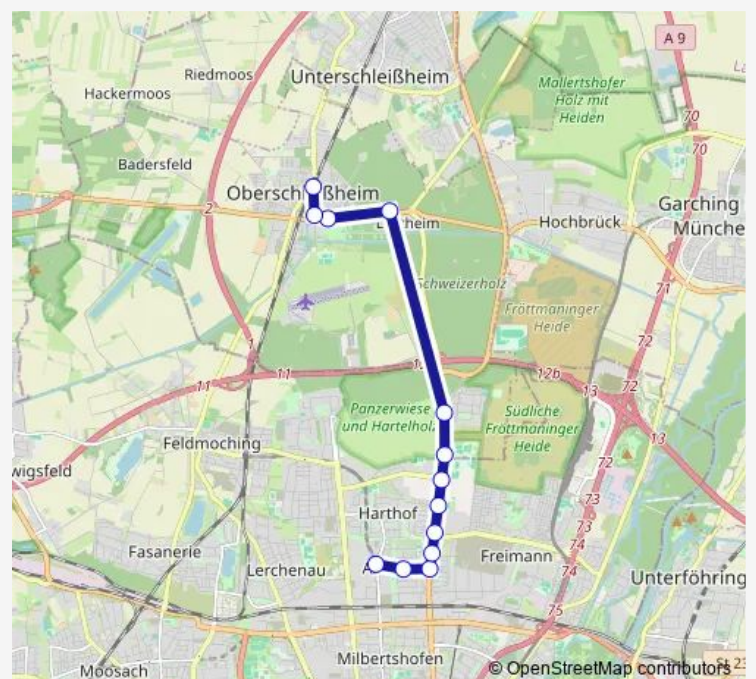 A 9
Riedmoos
Unterschleißheim
Mallertshofer
Holz mit
Heiden
Hackermoos
70
70
Badersfeld
Garching
Münche
2
Hochbrück
Schweizerholz
71
Fröttmaninger
Heide
72
1
11
11
12b
13
72
Panzerwiese
und Hartelholz
Südliche
Fröttmaninger
Heide
13
Feldmoching
wigsfeld
72
73
Harthof
73
74
Fasanerie
Lerchenau
Freimann
74
Unterföhring
75
Milbertshofen
Moosach
© OpenStreetMap contributors